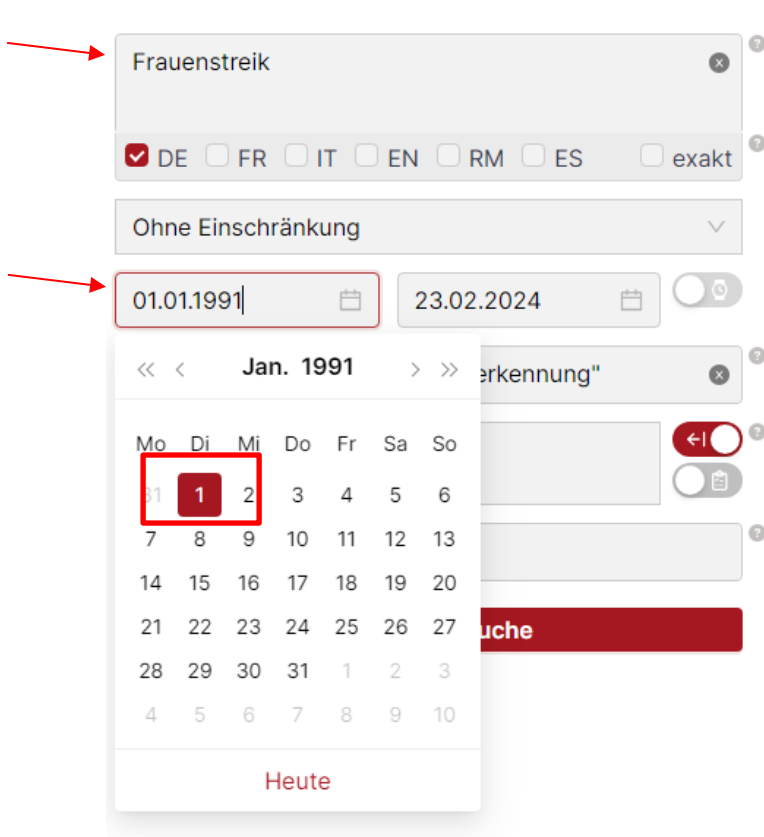 Frauenstreik
DE FR IT EN RM ES exakt
Ohne Einschränkung
01.01.1991 23.02.2024
Jan. 1991
erkennung"
Mo Di Mi Do Fr Sa So
31 1 2 3 4 5 6
7 8 9 10 11 12 13
14 15 16 17 18 19 20
21 22 23 24 25 26 27
uche
28 29 30 31 1 2 3
4 5 6 7 8 9 10
Heute